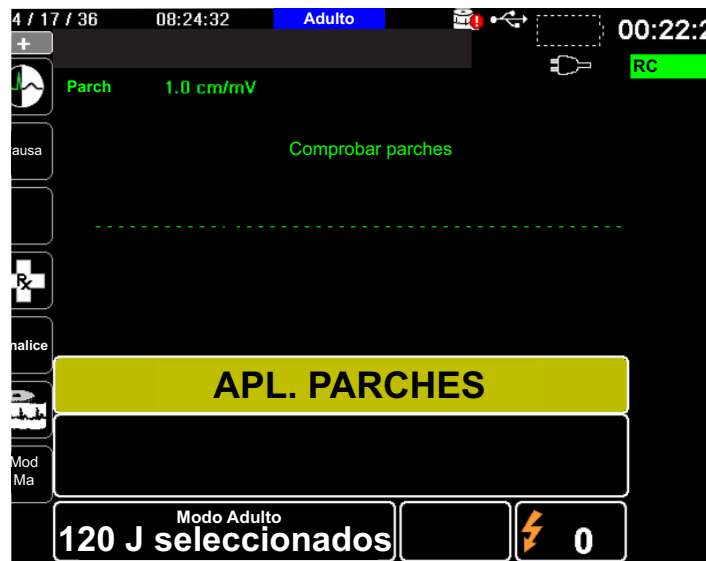 4 / 17 / 36 08:24:32 Adulto 00:22:2
+
RC
Parch 1.0 cm/mV
ausa
Comprobar parches
Rx
nalice
APL. PARCHES
Mod
Ma
Modo Adulto
120 J seleccionados
0